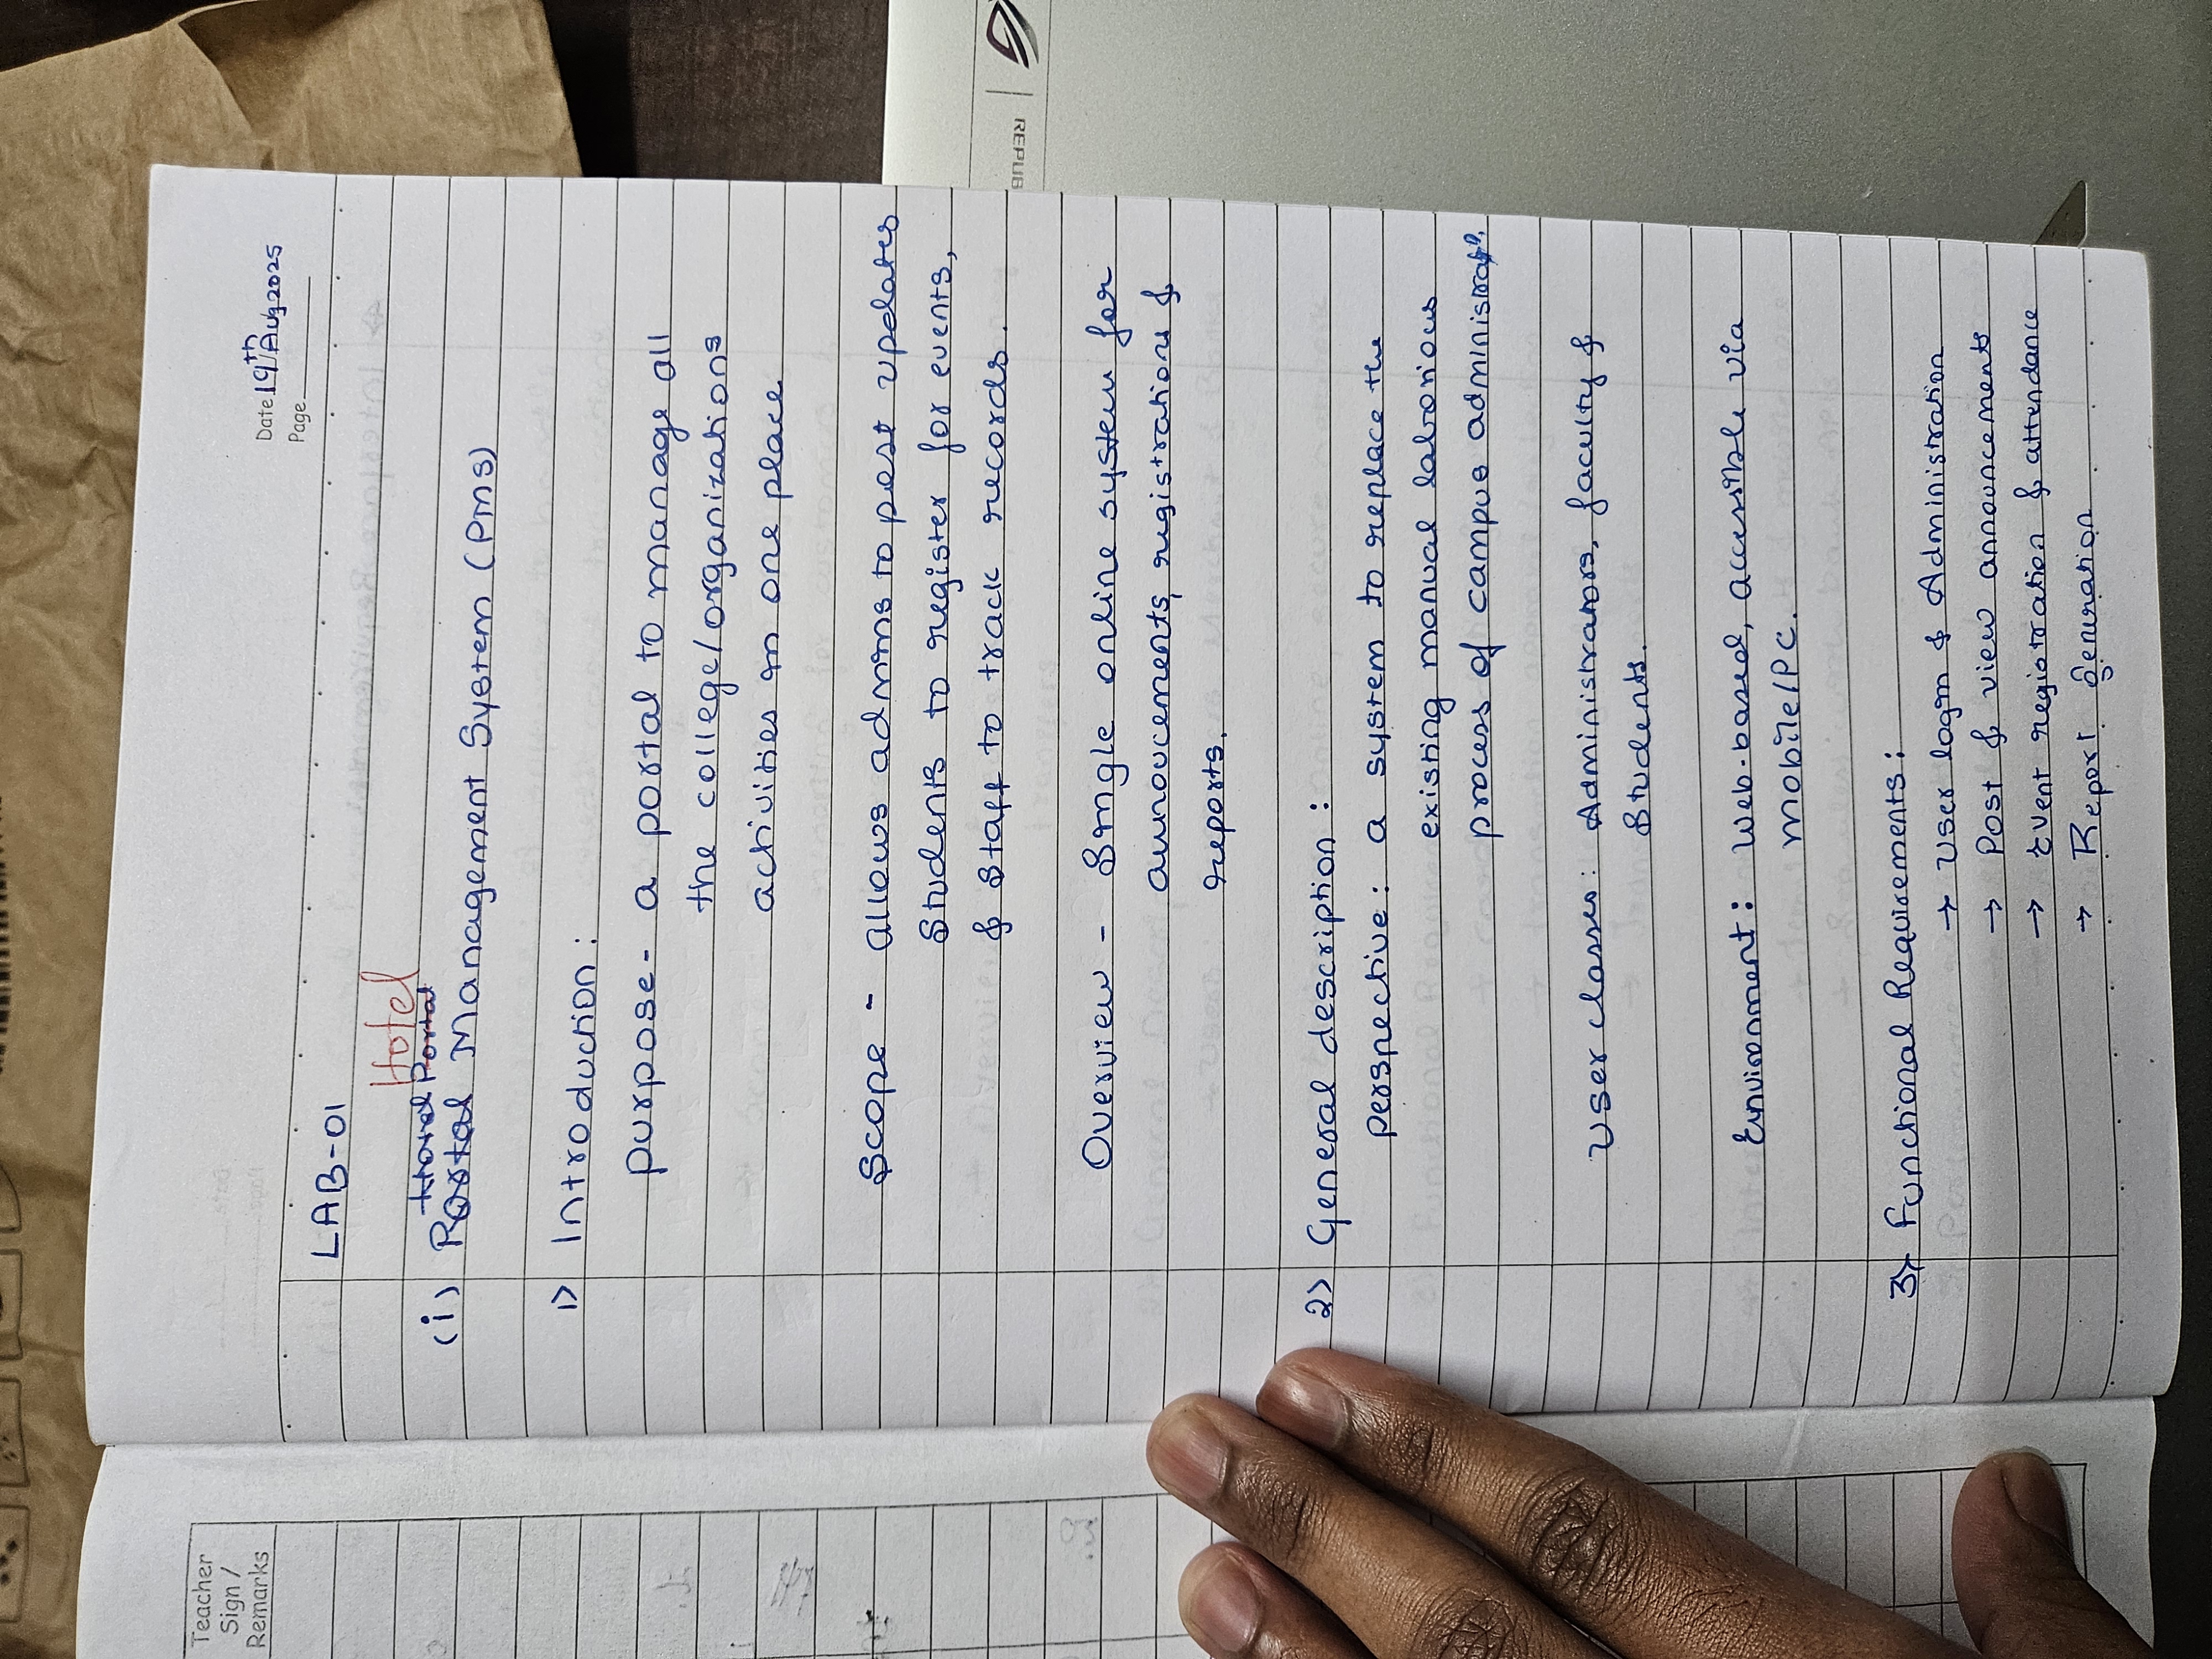 Teacher
Sign /
Remarks
Date 19th Aug 2025
Page
LAB-01
Hotel
Hotel Portal
(i) Portal Management System (PMS)
1) Introduction:
purpose- a portal to manage all
the college/organizations
activities in one place
Scope - allows admins to post updates
students to register for events,
& staff to track records.
Overview - Single online system for
annoucements, registrations &
reports.
2) General description:
perspective: a system to replace the
existing manual laborious
process of campus administratn.
User classes: Administrators, faculty &
Students.
Environment: Web-based, accessible via
mobile/PC.
3) Functional Requirements:
→ User login & Administration
→ Post & view announcements
→ Event registration & attendance
→ Report generation
REPUB